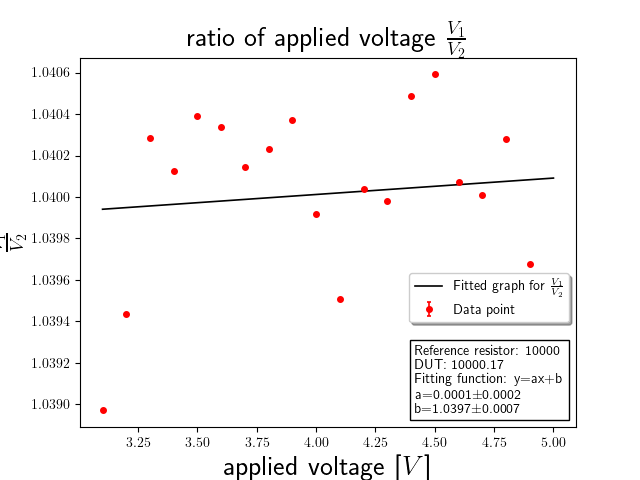 ratio of applied voltage V₁/V₂
1.0406
1.0404
1.0402
1.0400
1.0398
1.0396
1.0394
1.0392
1.0390
V₁/V₂
Fitted graph for V₁/V₂
Data point
Reference resistor: 10000
DUT: 10000.17
Fitting function: y=ax+b
a=0.0001±0.0002
b=1.0397±0.0007
3.25 3.50 3.75 4.00 4.25 4.50 4.75 5.00
applied voltage [V]